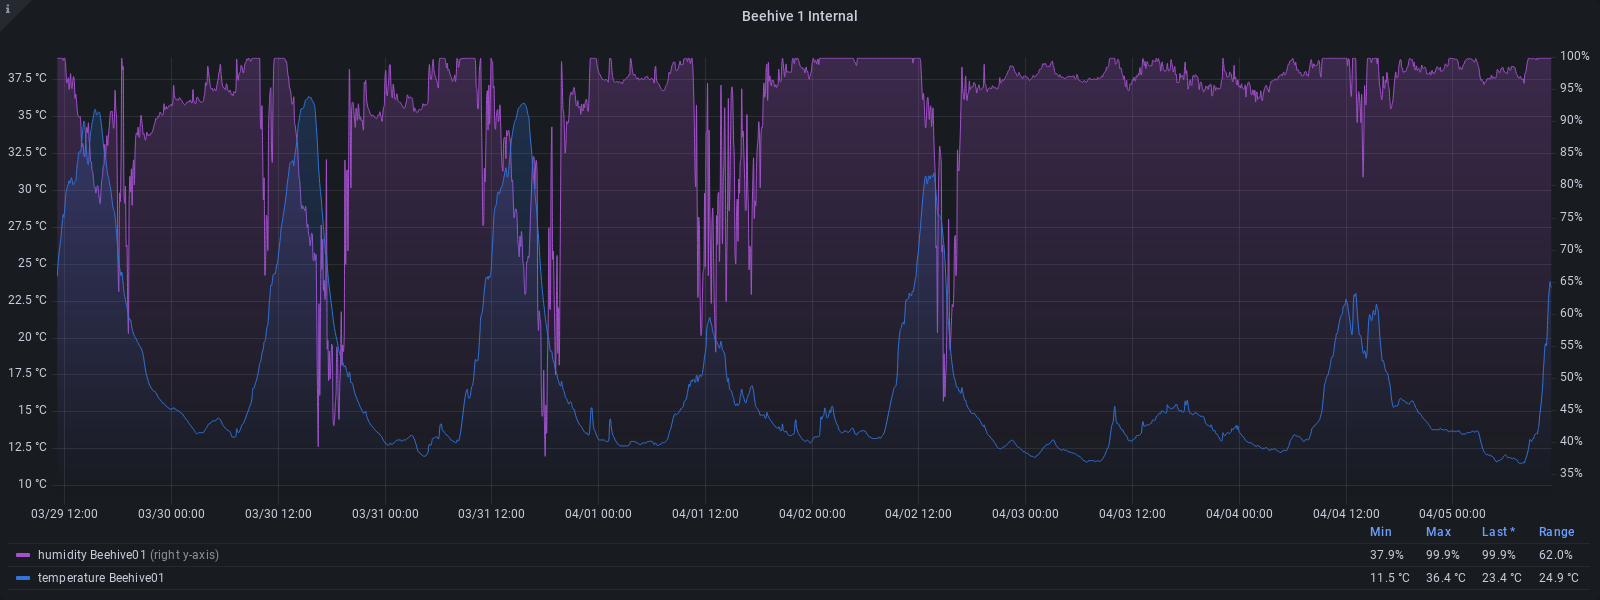 i
Beehive 1 Internal
37.5 °C
35 °C
32.5 °C
30 °C
27.5 °C
25 °C
22.5 °C
20 °C
17.5 °C
15 °C
12.5 °C
10 °C
100%
95%
90%
85%
80%
75%
70%
65%
60%
55%
50%
45%
40%
35%
03/29 12:00 03/30 00:00 03/30 12:00 03/31 00:00 03/31 12:00 04/01 00:00 04/01 12:00 04/02 00:00 04/02 12:00 04/03 00:00 04/03 12:00 04/04 00:00 04/04 12:00 04/05 00:00
Min Max Last * Range
humidity Beehive01 (right y-axis) 37.9% 99.9% 99.9% 62.0%
temperature Beehive01 11.5 °C 36.4 °C 23.4 °C 24.9 °C